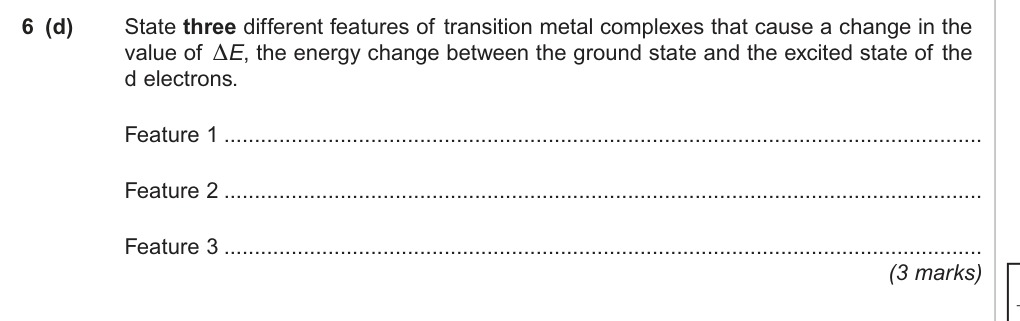 6 (d) State three different features of transition metal complexes that cause a change in the
value of ΔE, the energy change between the ground state and the excited state of the
d electrons.
Feature 1 ................................................................................................................................
Feature 2 ................................................................................................................................
Feature 3 ................................................................................................................................
(3 marks)